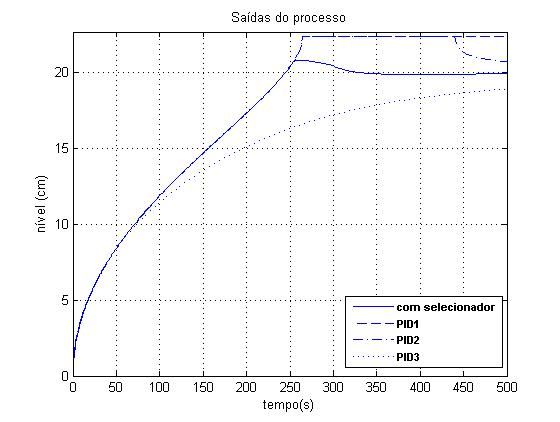 Saídas do processo
nível (cm)
20
15
10
5
0
0 50 100 150 200 250 300 350 400 450 500
tempo(s)
com selecionador
PID1
PID2
PID3